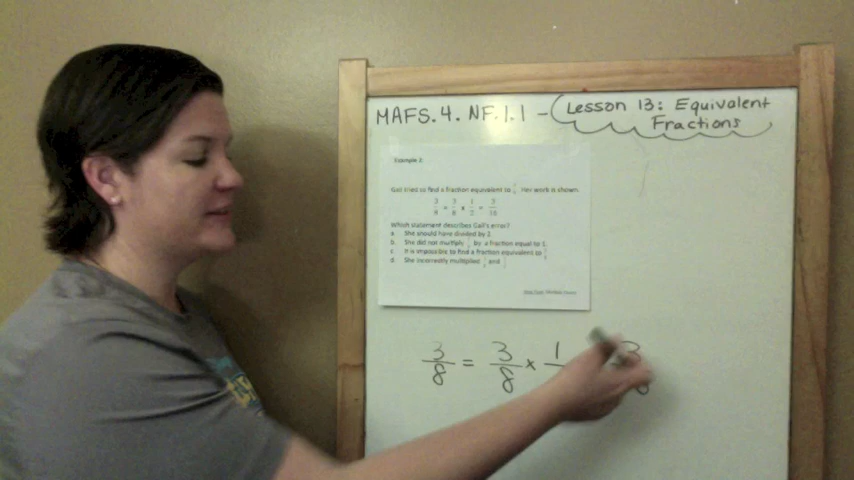 MAFS.4.NF.1.1 - Lesson 13: Equivalent
Fractions
Example 2:
Gail tried to find a fraction equivalent to Her work is shown.
3/8 = 3/8 x 1/2 = 3/16
Which statement describes Gail's error?
a. She should have divided by 2.
b. She did not multiply by a fraction equal to 1.
c. It is impossible to find a fraction equivalent to
d. She incorrectly multiplied and
3/8 = 3/8 x 1 3